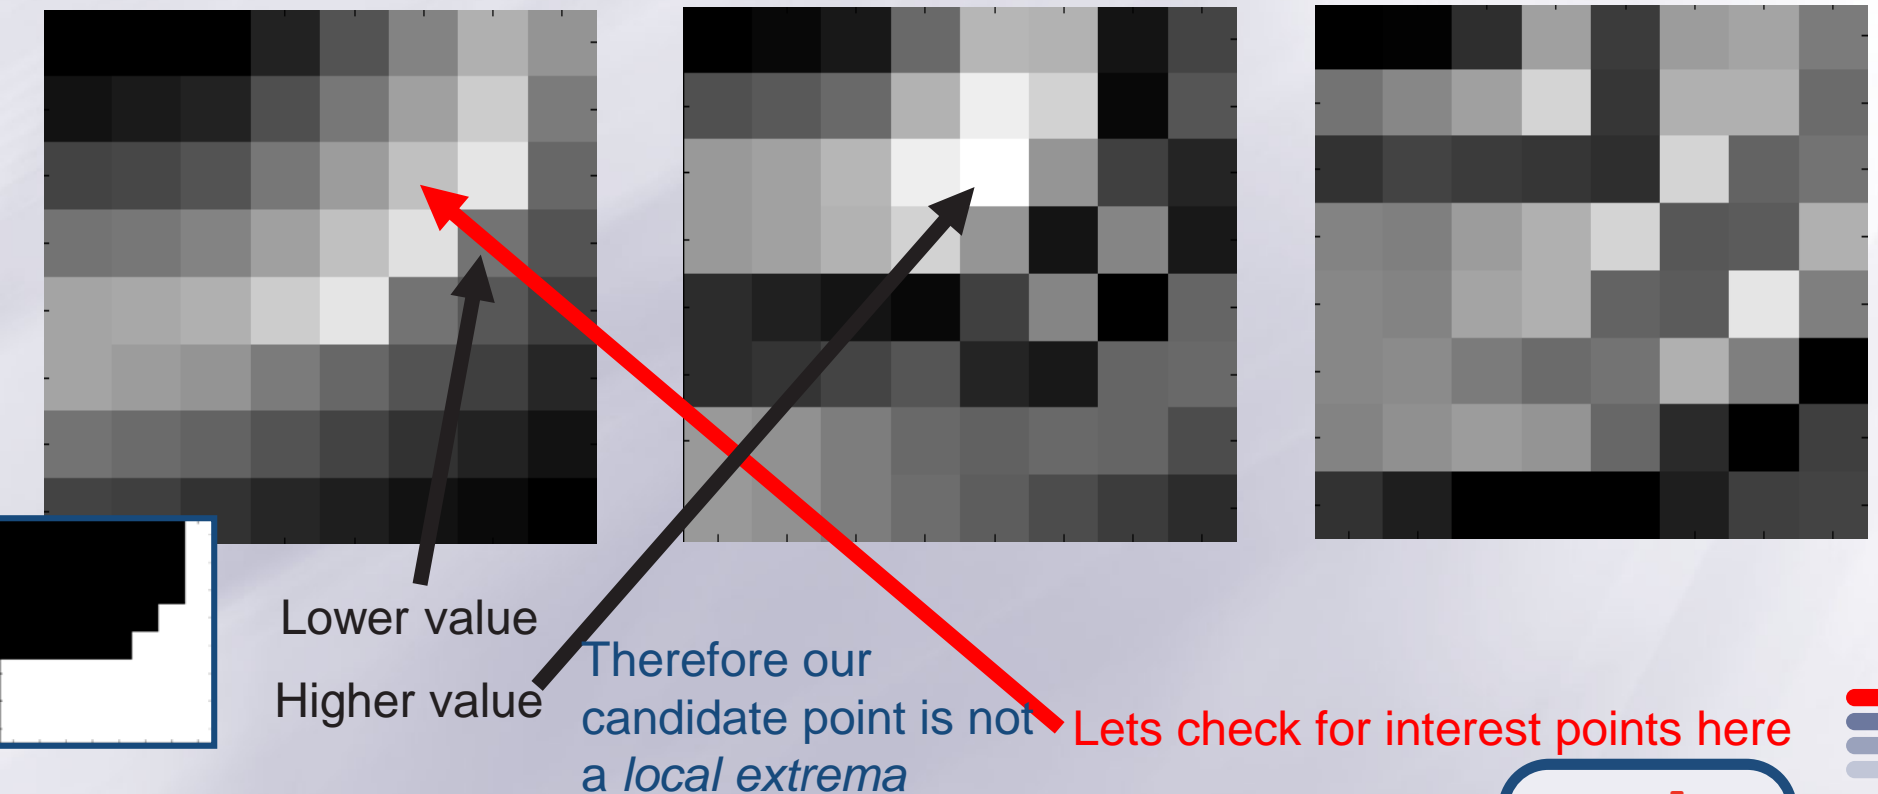 Lower value
Higher value
Therefore our
candidate point is not
a local extrema
Lets check for interest points here